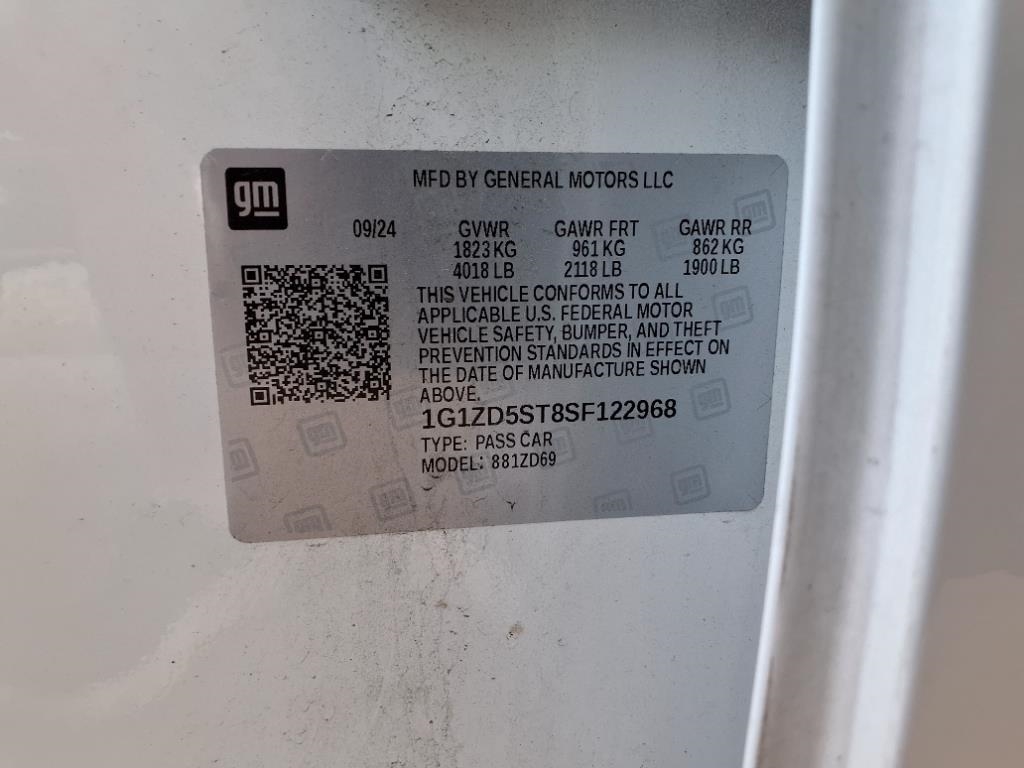 gm
MFD BY GENERAL MOTORS LLC
09/24 GVWR GAWR FRT GAWR RR
1823 KG 961 KG 862 KG
4018 LB 2118 LB 1900 LB
THIS VEHICLE CONFORMS TO ALL
APPLICABLE U.S. FEDERAL MOTOR
VEHICLE SAFETY, BUMPER, AND THEFT
PREVENTION STANDARDS IN EFFECT ON
THE DATE OF MANUFACTURE SHOWN
ABOVE.
1G1ZD5ST8SF122968
TYPE: PASS CAR
MODEL: 881ZD69